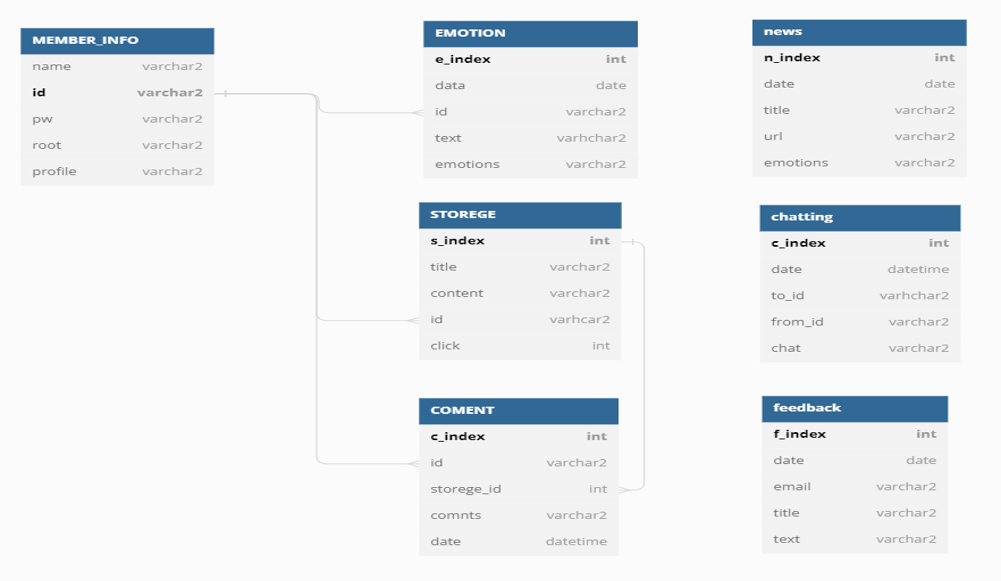 MEMBER_INFO
name varchar2
id varchar2
pw varchar2
root varchar2
profile varchar2
EMOTION
e_index int
data date
id varchar2
text varhchar2
emotions varchar2
STOREGE
s_index int
title varchar2
content varchar2
id varhcar2
click int
COMENT
c_index int
id varchar2
storege_id int
comnts varchar2
date datetime
news
n_index int
date date
title varchar2
url varchar2
emotions varchar2
chatting
c_index int
date datetime
to_id varhchar2
from_id varchar2
chat varchar2
feedback
f_index int
date date
email varchar2
title varchar2
text varchar2